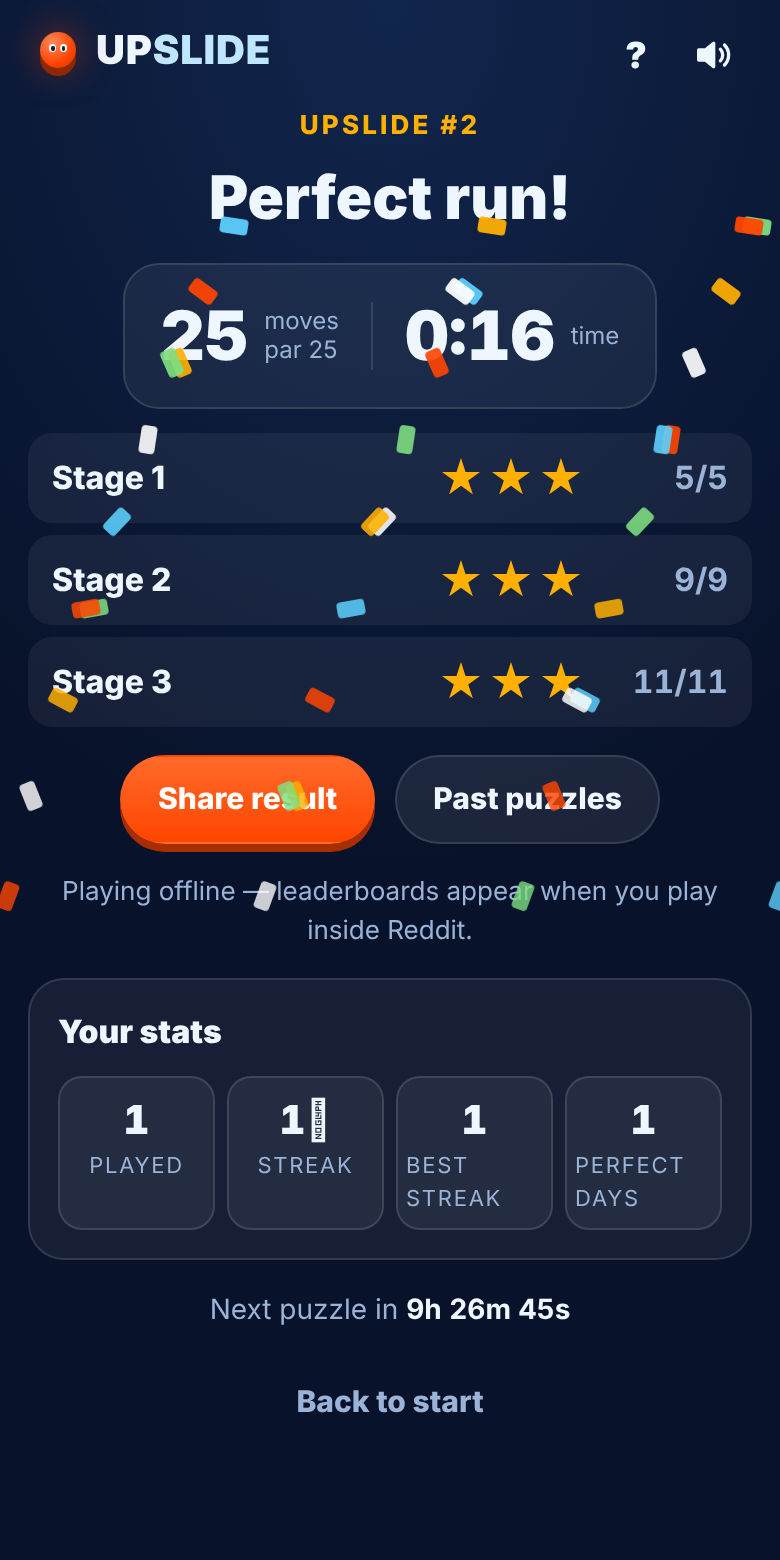 UPSLIDE
?
UPSLIDE #2
Perfect run!
25 moves par 25
0:16 time
Stage 1 ★★★ 5/5
Stage 2 ★★★ 9/9
Stage 3 ★★★ 11/11
Share result
Past puzzles
Playing offline — leaderboards appear when you play
inside Reddit.
Your stats
1
PLAYED
1
STREAK
1
BEST
STREAK
1
PERFECT
DAYS
Next puzzle in 9h 26m 45s
Back to start